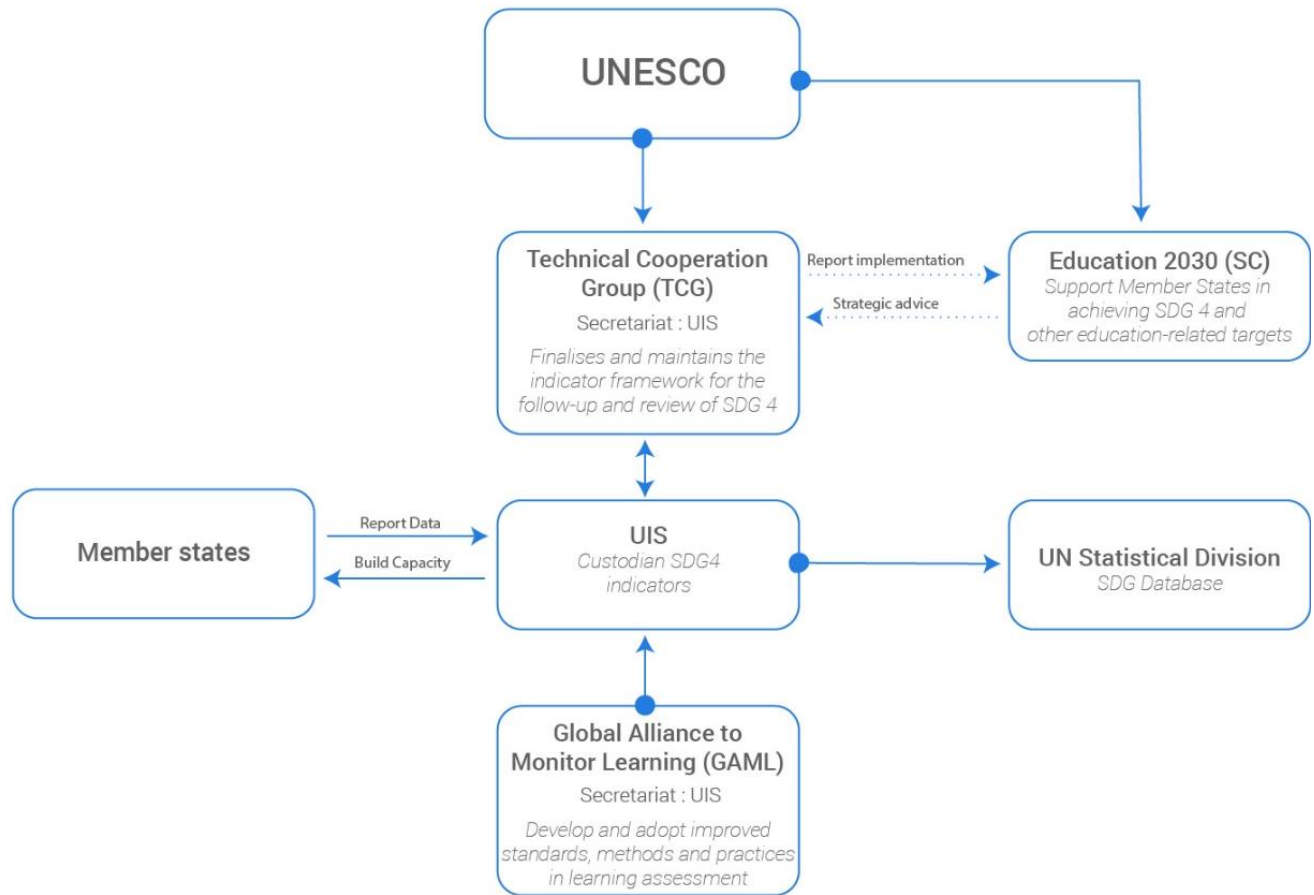 UNESCO
Technical Cooperation
Group (TCG)
Secretariat : UIS
Finalises and maintains the
indicator framework for the
follow-up and review of SDG 4
Report implementation
Strategic advice
Education 2030 (SC)
Support Member States in
achieving SDG 4 and
other education-related targets
Member states
Report Data
Build Capacity
UIS
Custodian SDG4
indicators
UN Statistical Division
SDG Database
Global Alliance to
Monitor Learning (GAML)
Secretariat : UIS
Develop and adopt improved
standards, methods and practices
in learning assessment